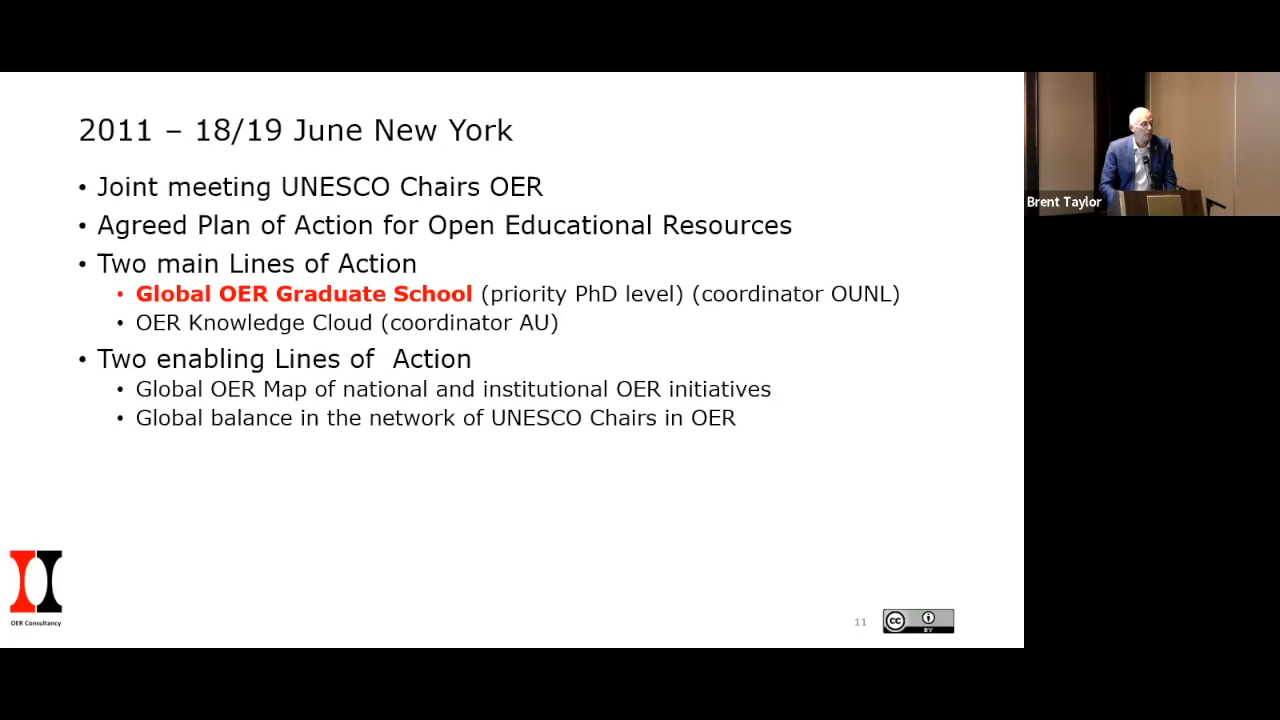 2011 – 18/19 June New York
• Joint meeting UNESCO Chairs OER
• Agreed Plan of Action for Open Educational Resources
• Two main Lines of Action
• Global OER Graduate School (priority PhD level) (coordinator OUNL)
• OER Knowledge Cloud (coordinator AU)
• Two enabling Lines of  Action
• Global OER Map of national and institutional OER initiatives
• Global balance in the network of UNESCO Chairs in OER
Brent Taylor
OER Consultancy
11
cc
BY